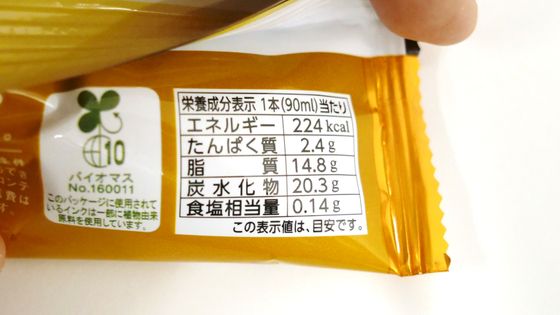 栄養成分表示 1本(90ml)当たり
エネルギー 224kcal
たんぱく質 2.4g
脂質 14.8g
炭水化物 20.3g
食塩相当量 0.14g
この表示値は、目安です。
10
バイオマス
No.160011
このパッケージに使用されて
いるインクは一部に植物由来
原料を使用しています。